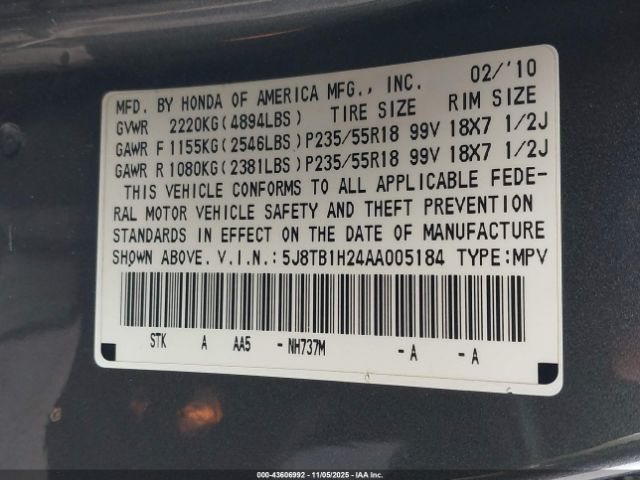 MFD. BY HONDA OF AMERICA MFG., INC. 02/'10
GVWR 2220KG(4894LBS) TIRE SIZE RIM SIZE
GAWR F 1155KG(2546LBS)P235/55R18 99V 18X7 1/2J
GAWR R 1080KG(2381LBS)P235/55R18 99V 18X7 1/2J
THIS VEHICLE CONFORMS TO ALL APPLICABLE FEDE-
RAL MOTOR VEHICLE SAFETY AND THEFT PREVENTION
STANDARDS IN EFFECT ON THE DATE OF MANUFACTURE
SHOWN ABOVE. V.I.N.:5J8TB1H24AA005184 TYPE:MPV
STK A AA5 -NH737M -A -A
000-43606992 - 11/05/2025 - IAA Inc.